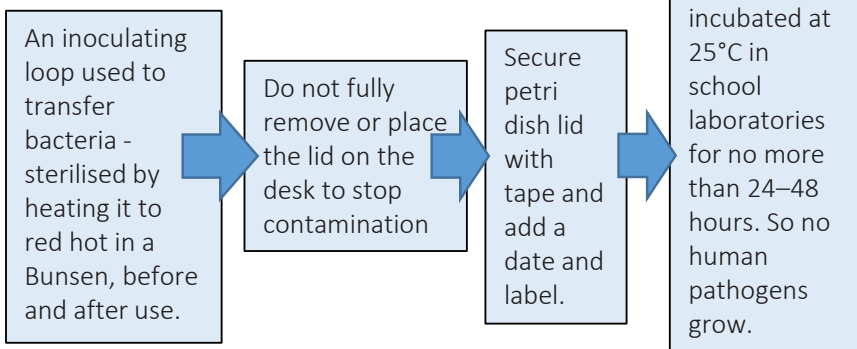 An inoculating
loop used to
transfer
bacteria -
sterilised by
heating it to
red hot in a
Bunsen, before
and after use.
Do not fully
remove or place
the lid on the
desk to stop
contamination
Secure
petri
dish lid
with
tape and
add a
date and
label.
incubated at
25°C in
school
laboratories
for no more
than 24–48
hours. So no
human
pathogens
grow.